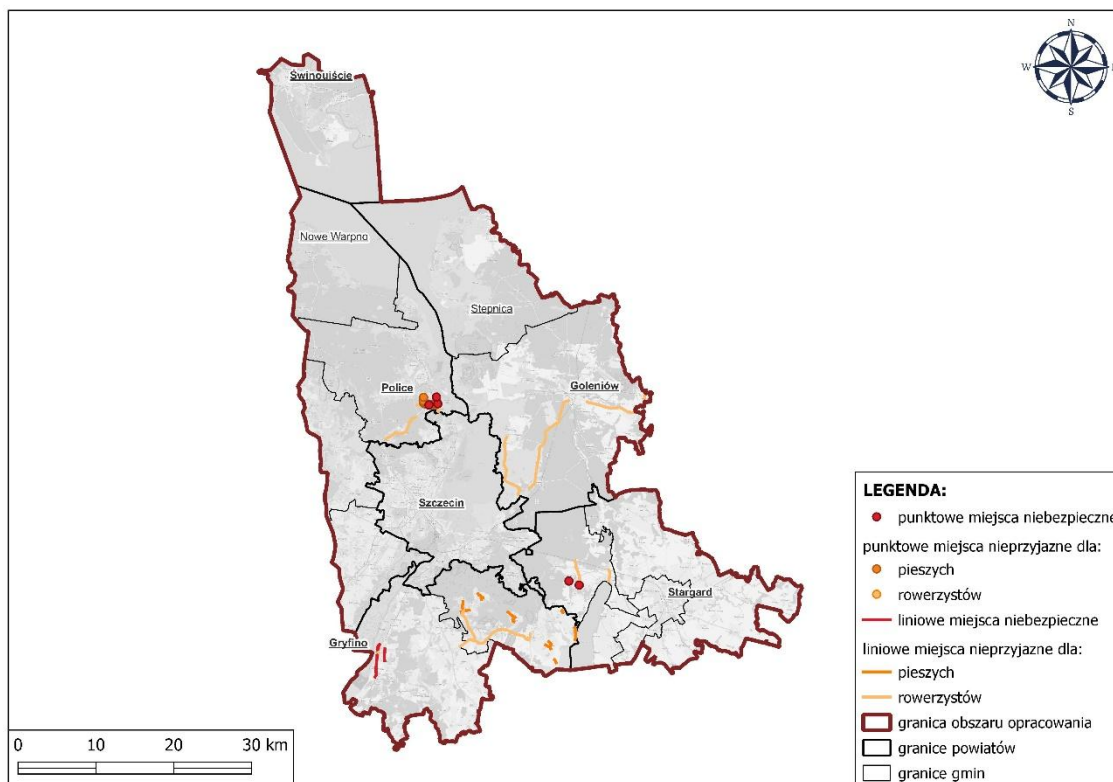 N
W
S
Świnoujście
Nowe Warpno
Stepnica
Police
Goleniów
Szczecin
Stargard
Gryfino
LEGENDA:
punktowe miejsca niebezpieczne
punktowe miejsca nieprzyjazne dla:
pieszych
rowerzystów
liniowe miejsca niebezpieczne
liniowe miejsca nieprzyjazne dla:
pieszych
rowerzystów
granica obszaru opracowania
granice powiatów
granice gmin
0 10 20 30 km